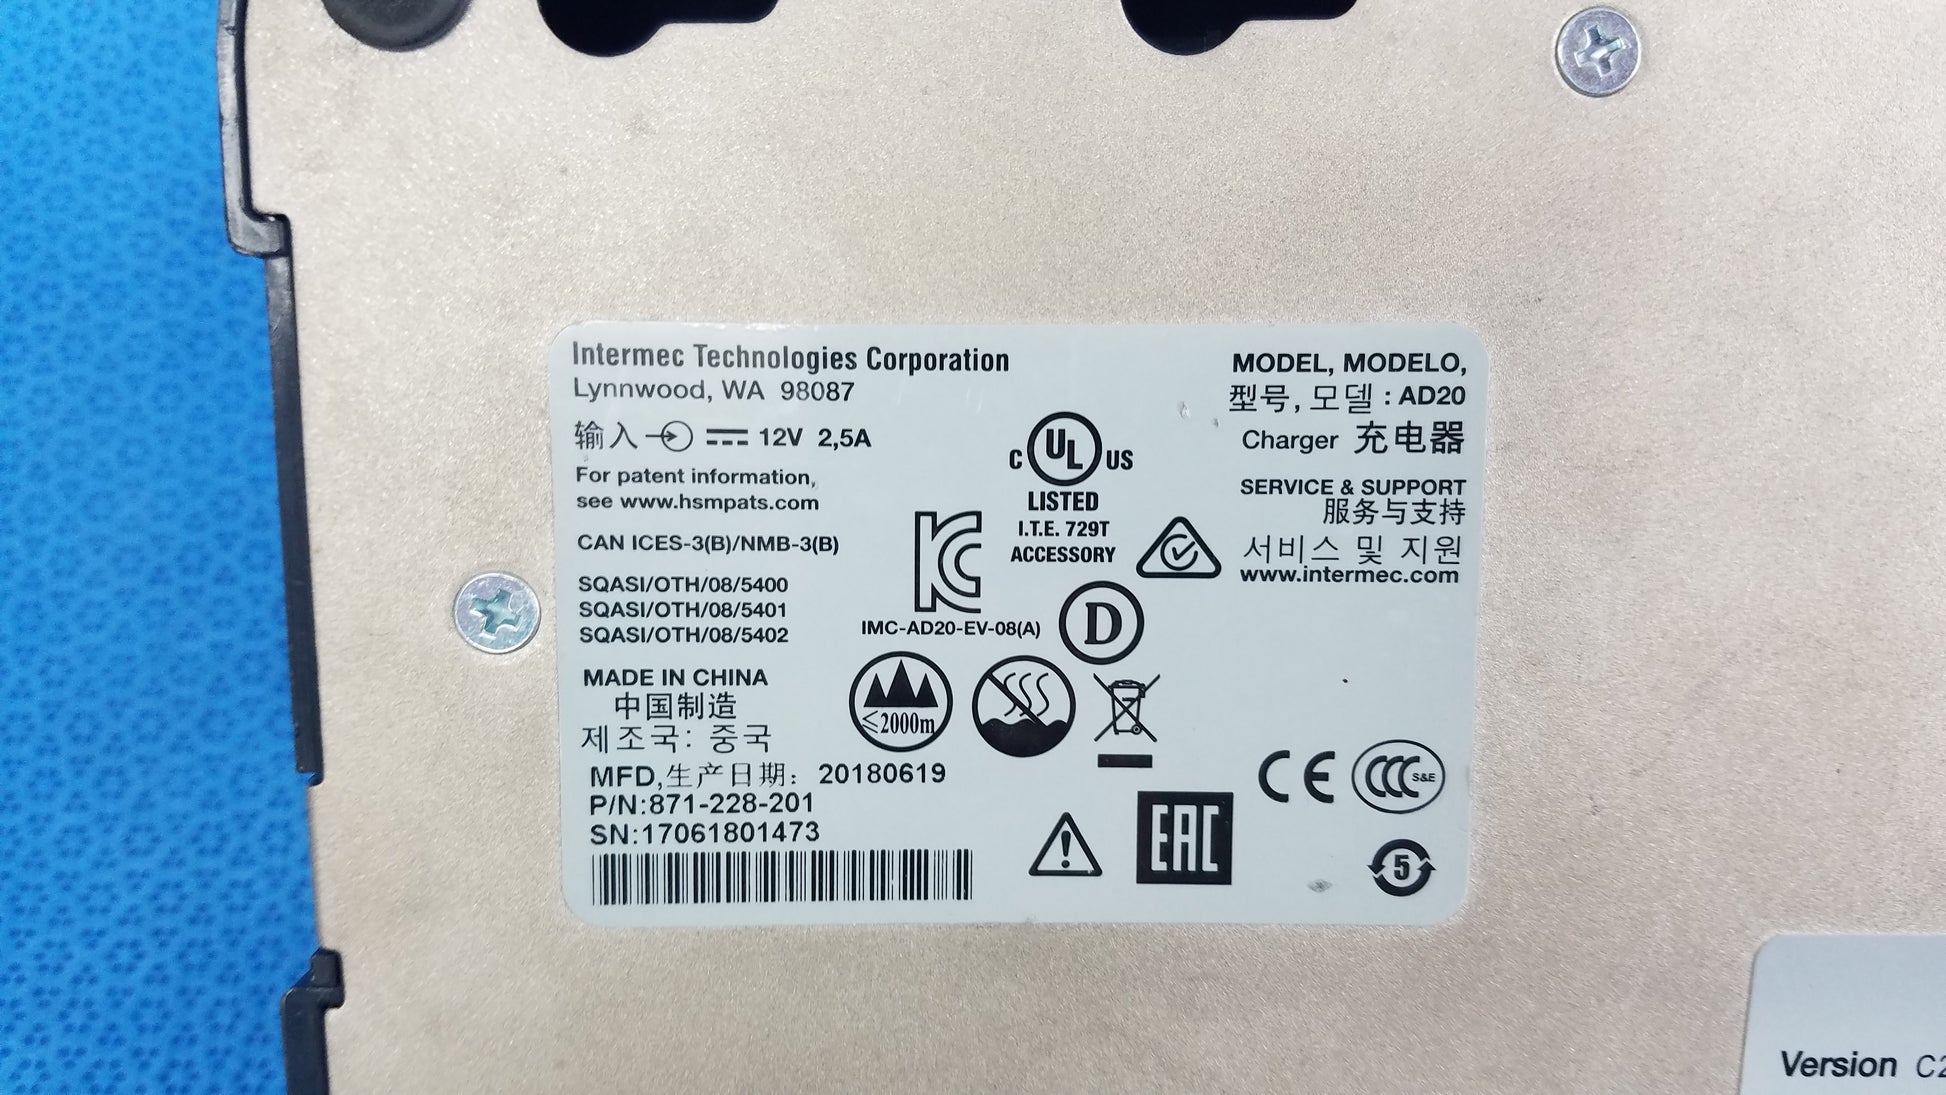 Intermec Technologies Corporation
Lynnwood, WA 98087
输入 12V 2,5A
For patent information,
see www.hsmpats.com
CAN ICES-3(B)/NMB-3(B)
SQASI/OTH/08/5400
SQASI/OTH/08/5401
SQASI/OTH/08/5402
MADE IN CHINA
中国制造
제조국: 중국
MFD,生产日期: 20180619
P/N:871-228-201
SN:17061801473
C UL US
LISTED
I.T.E. 729T
ACCESSORY
KC
IMC-AD20-EV-08(A)
D
≤2000m
MODEL, MODELO,
型号, 모델 : AD20
Charger 充电器
SERVICE & SUPPORT
服务与支持
서비스 및 지원
www.intermec.com
CE
CCC S&E
EAC
5
Version